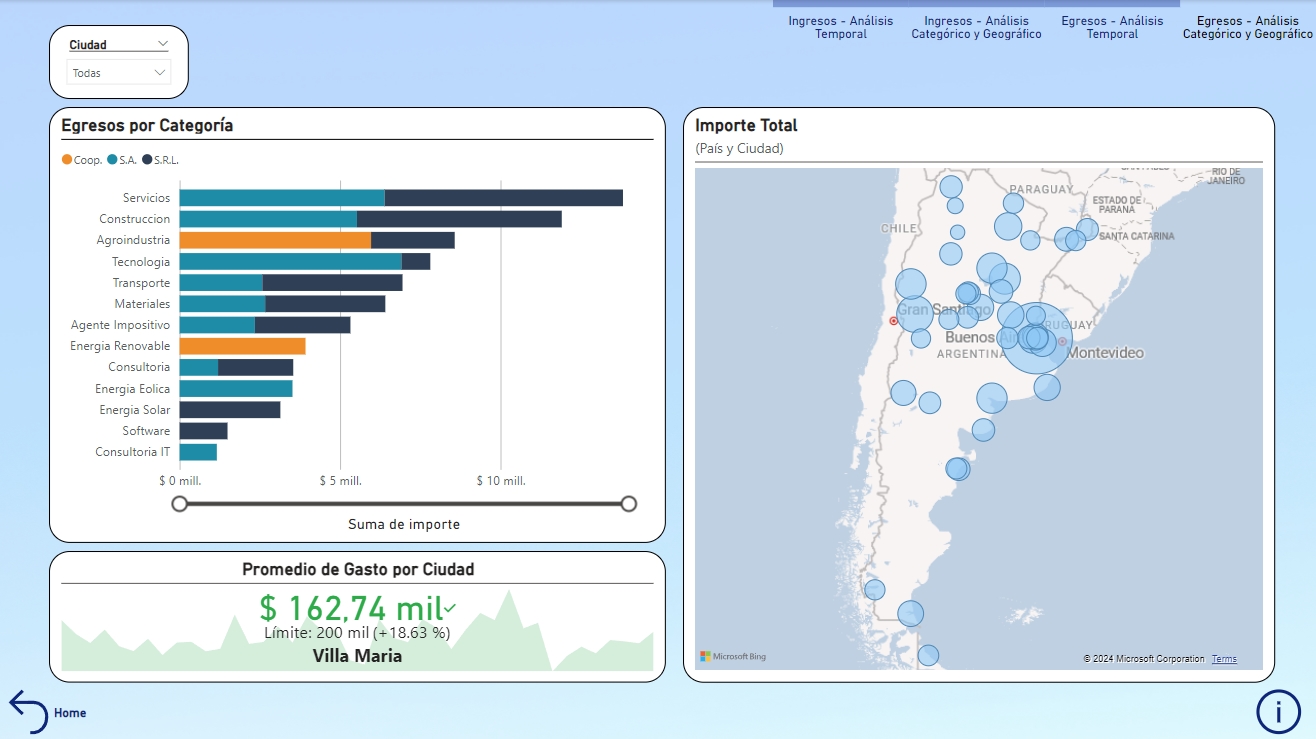 Ingresos - Análisis
Temporal
Ingresos - Análisis
Categórico y Geográfico
Egresos - Análisis
Temporal
Egresos - Análisis
Categórico y Geográfico
Ciudad
Todas
Egresos por Categoría
Coop. S.A. S.R.L.
Servicios
Construccion
Agroindustria
Tecnologia
Transporte
Materiales
Agente Impositivo
Energia Renovable
Consultoria
Energia Eolica
Energia Solar
Software
Consultoria IT
$ 0 mill. $ 5 mill. $ 10 mill.
Suma de importe
Promedio de Gasto por Ciudad
$ 162,74 mil
Límite: 200 mil (+18.63 %)
Villa Maria
Importe Total
(País y Ciudad)
RIO DE
JANEIRO
PARAGUAY
ESTADO DE
PARANÁ
CHILE
SANTA CATARINA
Gran Santiago
URUGUAY
Buenos Aires
ARGENTINA
Montevideo
Microsoft Bing
© 2024 Microsoft Corporation Terms
Home
i